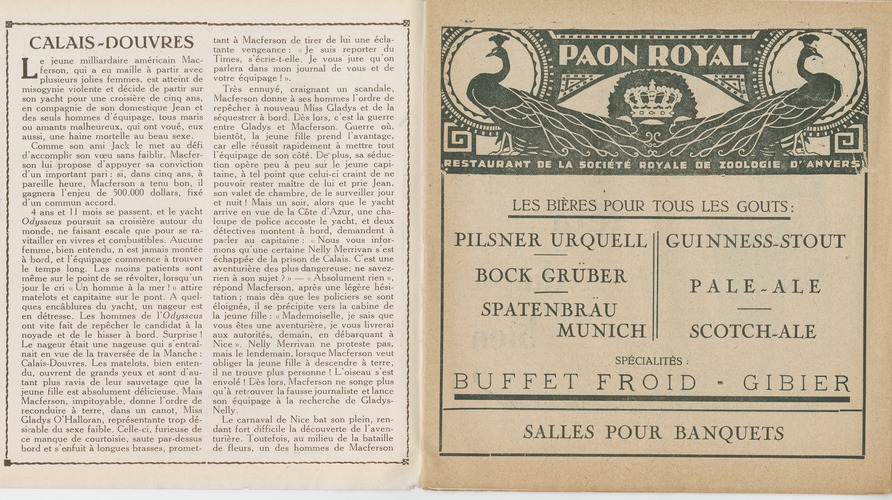 CALAIS-DOUVRES
Le jeune milliardaire américain Mac-
ferson, qui a eu maille à partir avec
plusieurs jolies femmes, est atteint de
misogynie violente et décide de partir sur
son yacht pour une croisière de cinq ans,
en compagnie de son domestique Jean et
des seuls hommes d'équipage, tous maris
ou amants malheureux, qui ont voué, eux
aussi, une haine mortelle au beau sexe.
Comme son ami Jack le met au défi
d'accomplir son vœu sans faiblir, Macfer-
son lui propose d'appuyer sa conviction
d'un important pari : si, dans cinq ans, à
pareille heure, Macferson a tenu bon, il
gagnera l'enjeu de 500.000 dollars, fixé
d'un commun accord.
4 ans et 11 mois se passent, et le yacht
Odysseus poursuit sa croisière autour du
monde, ne faisant escale que pour se ra-
vitailler en vivres et combustibles. Aucune
femme, bien entendu, n'est jamais montée
à bord, et l'équipage commence à trouver
le temps long. Les moins patients sont
même sur le point de se révolter, lorsqu'un
jour le cri « Un homme à la mer ! » attire
matelots et capitaine sur le pont. A quel-
ques encâblures du yacht, un nageur est
en détresse. Les hommes de l'Odysseus
ont vite fait de repêcher le candidat à la
noyade et de le hisser à bord. Surprise !
Le nageur était une nageuse qui s'entraî-
nait en vue de la traversée de la Manche :
Calais-Douvres. Les matelots, bien enten-
du, ouvrent de grands yeux et sont d'au-
tant plus ravis de leur sauvetage que la
jeune fille est absolument délicieuse. Mais
Macferson, impitoyable, donne l'ordre de
reconduire à terre, dans un canot, Miss
Gladys O'Halloran, représentante trop dé-
sirable du sexe faible. Celle-ci, furieuse de
ce manque de courtoisie, saute par-dessus
bord et s'enfuit à longues brasses, promet-
tant à Macferson de tirer de lui une écla-
tante vengeance : « Je suis reporter du
Times, s'écrie-t-elle. Je vous jure qu'on
parlera dans mon journal de vous et de
votre équipage ! ».
Très ennuyé, craignant un scandale,
Macferson donne à ses hommes l'ordre de
repêcher à nouveau Miss Gladys et de la
séquestrer à bord. Dès lors, c'est la guerre
entre Gladys et Macferson. Guerre où,
bientôt, la jeune fille prend l'avantage,
car elle réussit rapidement à mettre tout
l'équipage de son côté. De plus, sa séduc-
tion opère peu à peu sur le jeune capi-
taine, à tel point que celui-ci craint de ne
pouvoir rester maître de lui et prie Jean,
son valet de chambre, de le surveiller jour
et nuit ! Mais un soir, alors que le yacht
arrive en vue de la Côte d'Azur, une cha-
loupe de police accoste le yacht, et deux
détectives montent à bord, demandent à
parler au capitaine : « Nous vous infor-
mons qu'une certaine Nelly Merrivan s'est
échappée de la prison de Calais. C'est une
aventurière des plus dangereuse; ne savez-
rien à son sujet ? » — « Absolument rien »,
répond Macferson, après une légère hési-
tation ; mais dès que les policiers se sont
éloignés, il se précipite vers la cabine de
la jeune fille : « Mademoiselle, je sais que
vous êtes une aventurière, je vous livrerai
aux autorités, demain, en débarquant à
Nice ». Nelly Merrivan ne proteste pas,
mais le lendemain, lorsque Macferson veut
obliger la jeune fille à descendre à terre,
il ne trouve plus personne ! L'oiseau s'est
envolé ! Dès lors, Macferson ne songe plus
qu'à retrouver la fausse journaliste et lance
son équipage à la recherche de Gladys-
Nelly.
Le carnaval de Nice bat son plein, ren-
dant fort difficile la découverte de l'aven-
turière. Toutefois, au milieu de la bataille
de fleurs, un des hommes de Macferson
PAON ROYAL
RESTAURANT DE LA SOCIÉTÉ ROYALE DE ZOOLOGIE D'ANVERS
LES BIÈRES POUR TOUS LES GOUTS :
PILSNER URQUELL
BOCK GRÜBER
SPATENBRÄU
MUNICH
GUINNESS-STOUT
PALE-ALE
SCOTCH-ALE
SPÉCIALITÉS :
BUFFET FROID - GIBIER
SALLES POUR BANQUETS